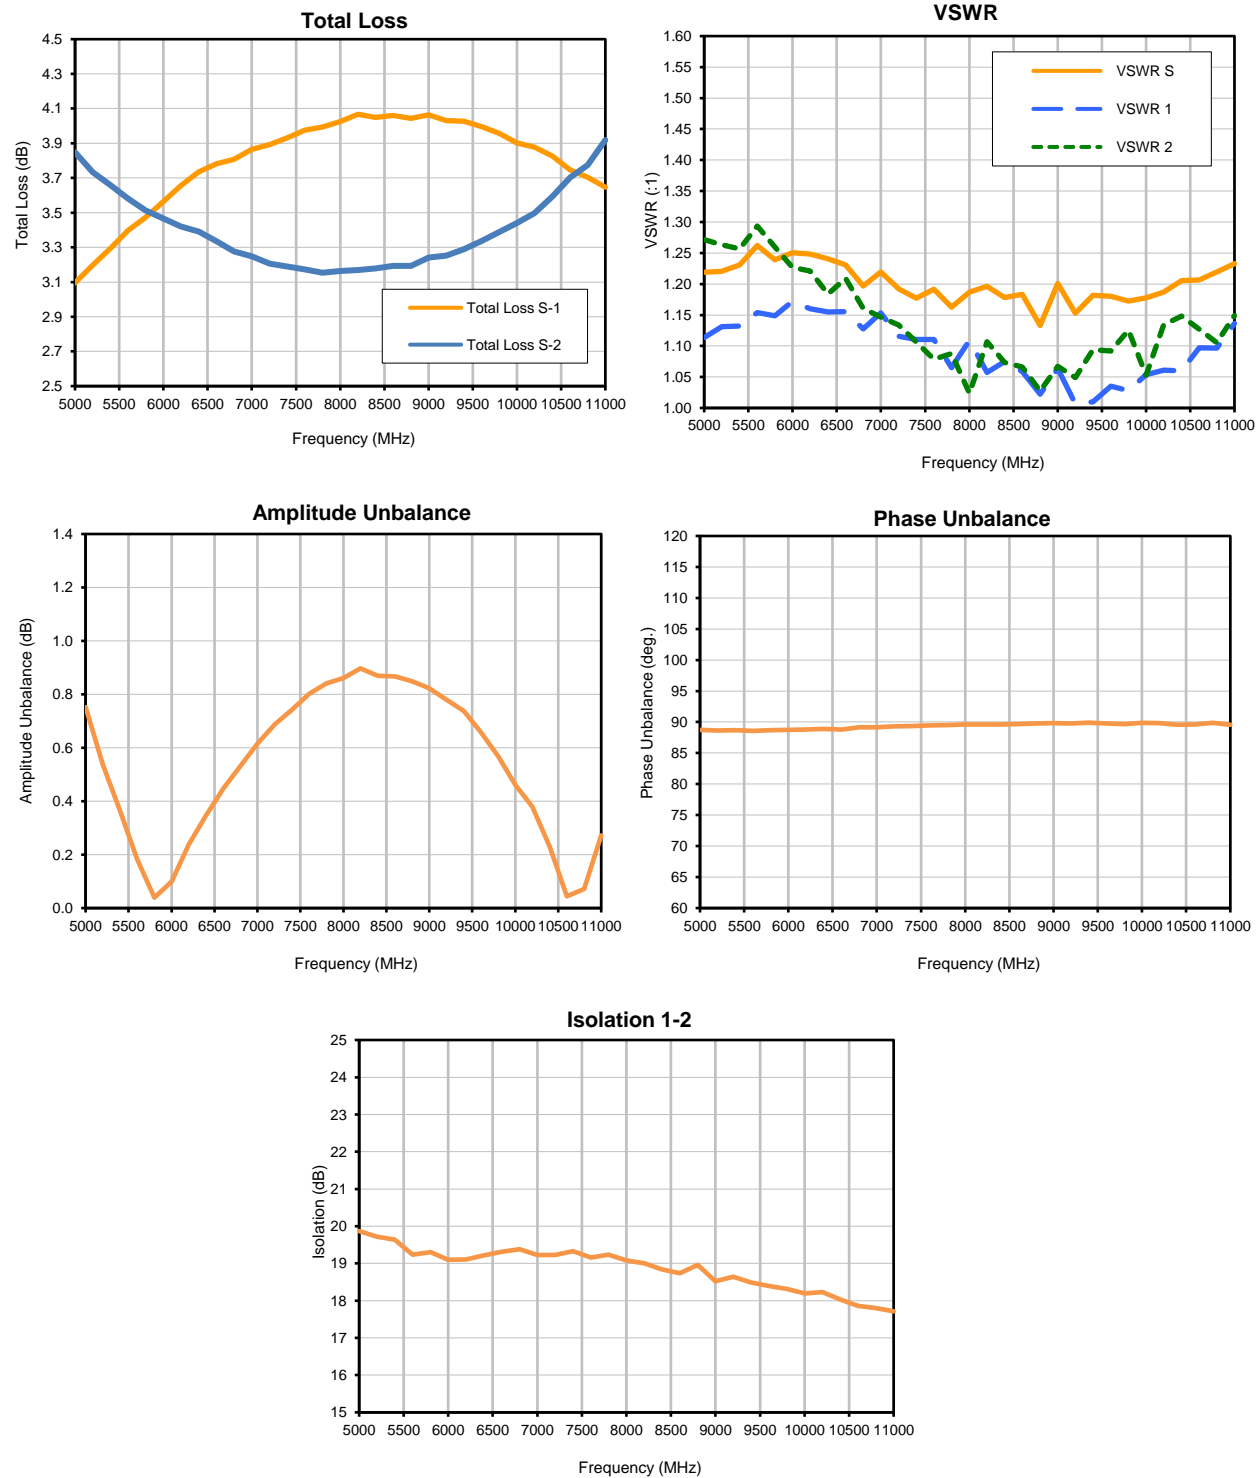 Total Loss
4.5
4.3
4.1
3.9
3.7
3.5
3.3
3.1
2.9
2.7
2.5
Total Loss (dB)
Total Loss S-1
Total Loss S-2
5000 5500 6000 6500 7000 7500 8000 8500 9000 9500 10000 10500 11000
Frequency (MHz)
VSWR
1.60
1.55
1.50
1.45
1.40
1.35
1.30
1.25
1.20
1.15
1.10
1.05
1.00
VSWR (:1)
VSWR S
VSWR 1
VSWR 2
5000 5500 6000 6500 7000 7500 8000 8500 9000 9500 10000 10500 11000
Frequency (MHz)
Amplitude Unbalance
1.4
1.2
1.0
0.8
0.6
0.4
0.2
0.0
Amplitude Unbalance (dB)
5000 5500 6000 6500 7000 7500 8000 8500 9000 9500 10000 10500 11000
Frequency (MHz)
Phase Unbalance
120
115
110
105
100
95
90
85
80
75
70
65
60
Phase Unbalance (deg.)
5000 5500 6000 6500 7000 7500 8000 8500 9000 9500 10000 10500 11000
Frequency (MHz)
Isolation 1-2
25
24
23
22
21
20
19
18
17
16
15
Isolation (dB)
5000 5500 6000 6500 7000 7500 8000 8500 9000 9500 10000 10500 11000
Frequency (MHz)